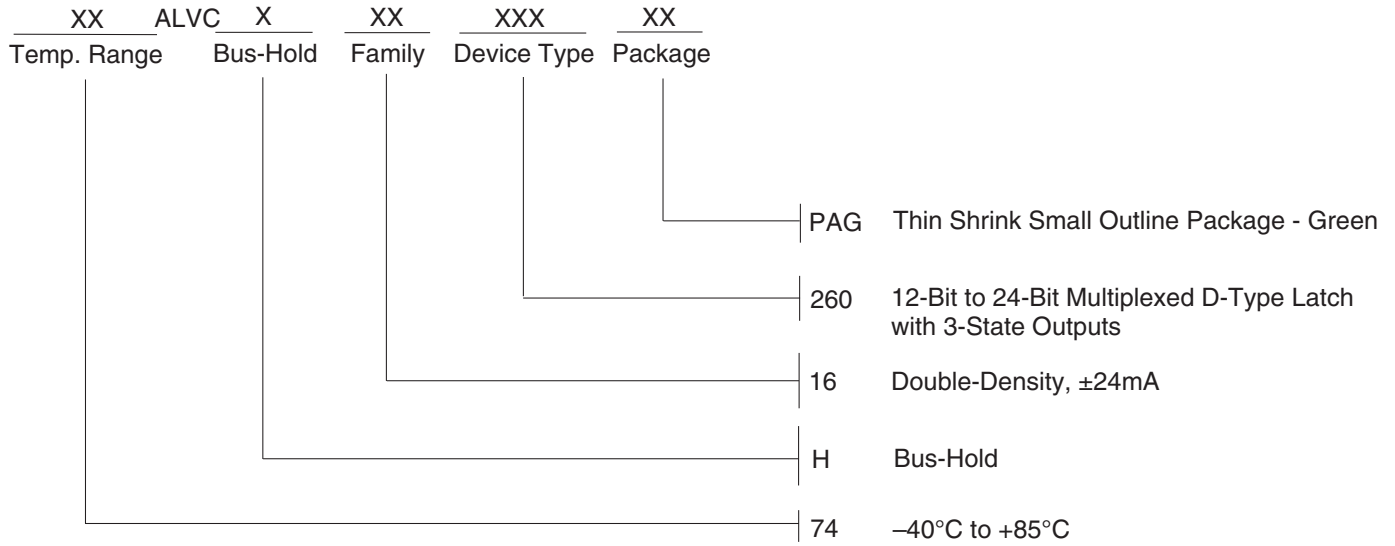 XX ALVC X XX XXX XX
Temp. Range Bus-Hold Family Device Type Package
PAG Thin Shrink Small Outline Package - Green
260 12-Bit to 24-Bit Multiplexed D-Type Latch
with 3-State Outputs
16 Double-Density, ±24mA
H Bus-Hold
74 –40°C to +85°C